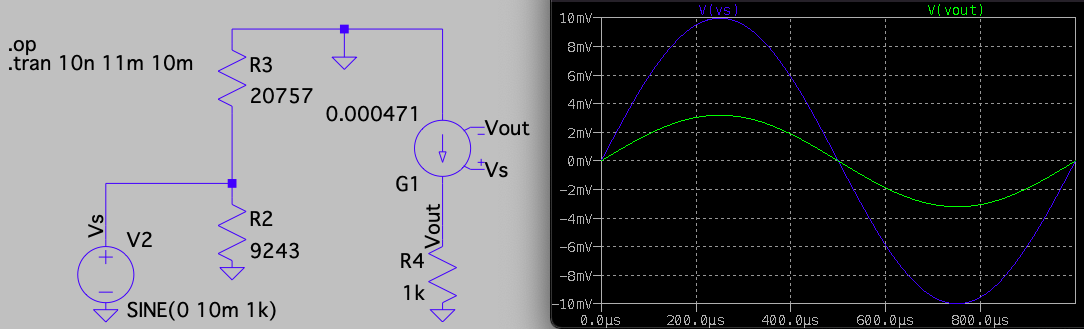 .op
.tran 10n 11m 10m
R3
20757
0.000471
Vout
Vs
G1
Vs
V2
R2
9243
Vout
R4
1k
SINE(0 10m 1k)
V(vs)
V(vout)
10mV
8mV
6mV
4mV
2mV
0mV
-2mV
-4mV
-6mV
-8mV
-10mV
0.0µs
200.0µs
400.0µs
600.0µs
800.0µs